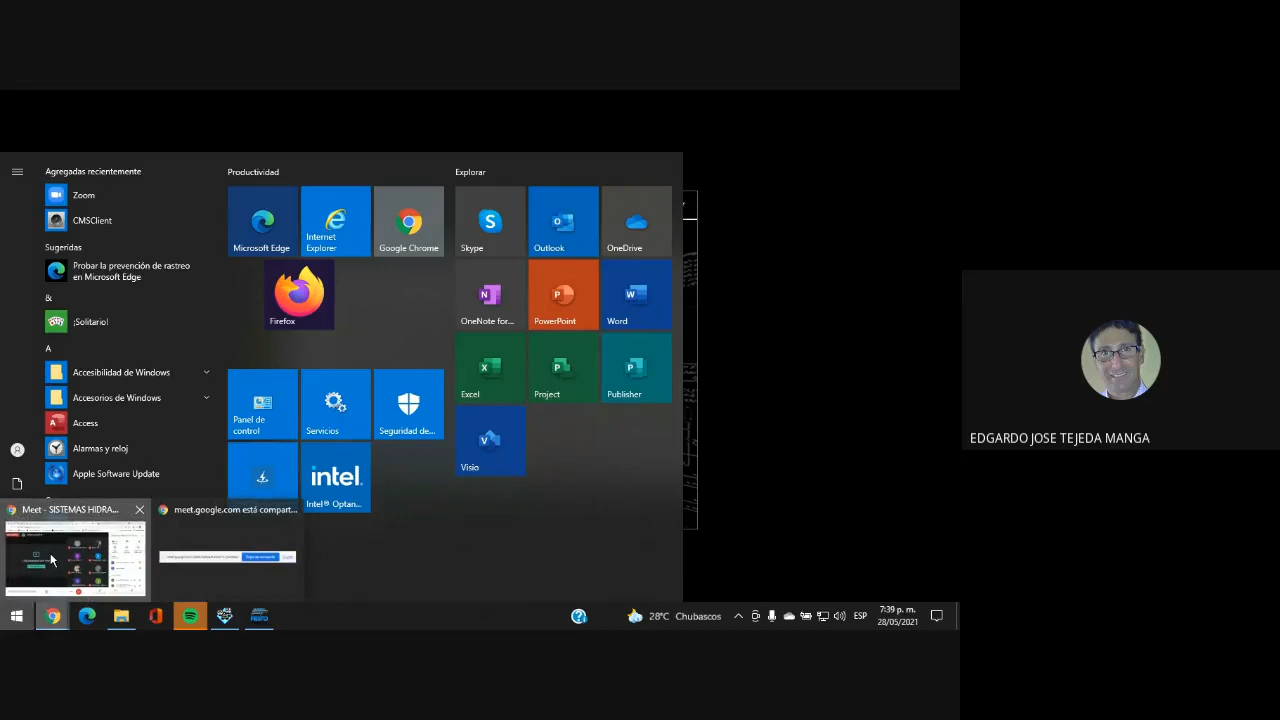 Agregadas recientemente
Zoom
CMSClient
Sugeridas
Probar la prevención de rastreo
en Microsoft Edge
&
¡Solitario!
A
Accesibilidad de Windows
Accesorios de Windows
Access
Alarmas y reloj
Apple Software Update
Productividad
Microsoft Edge
Internet
Explorer
Google Chrome
Firefox
Panel de
control
Servicios
Seguridad de...
intel
Intel® Optan...
Explorar
Skype
Outlook
OneDrive
OneNote for...
PowerPoint
Word
Excel
Project
Publisher
Visio
Meet - SISTEMAS HIDRA...
meet.google.com está compart...
FESTO
28°C Chubascos
ESP
7:39 p. m.
28/05/2021
EDGARDO JOSE TEJEDA MANGA